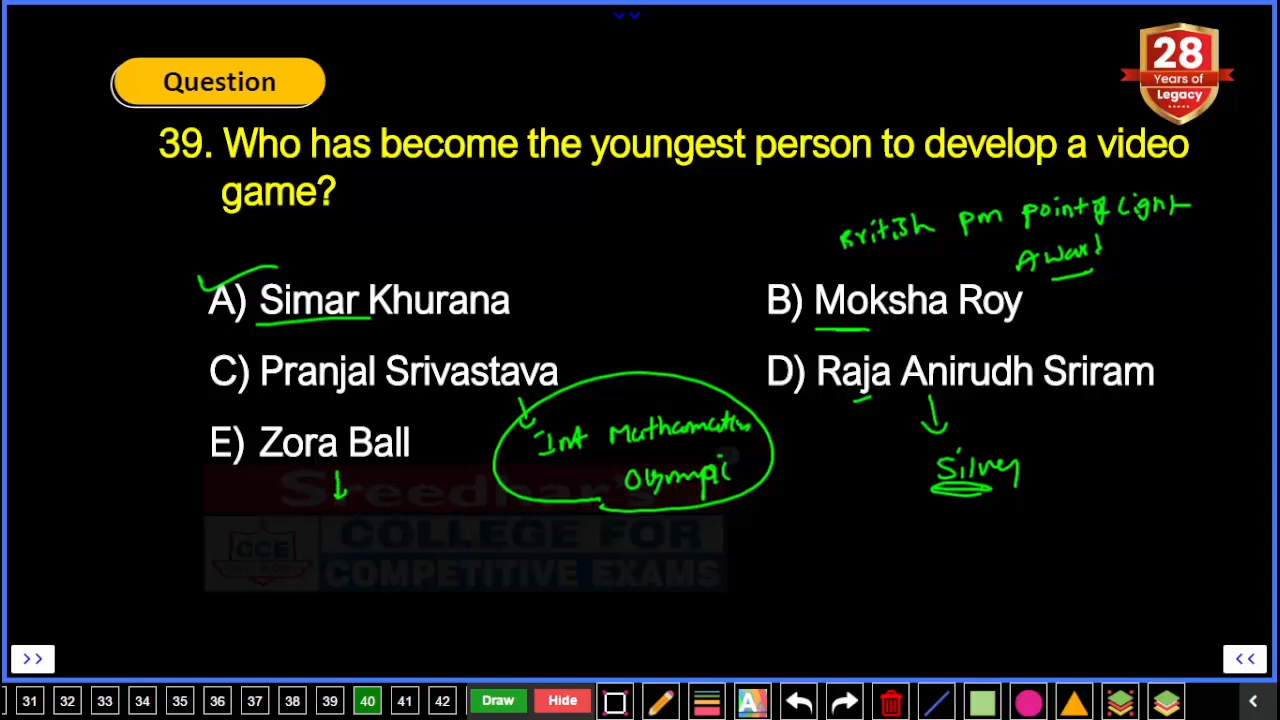 28
Years of
Legacy
Question
39. Who has become the youngest person to develop a video
game?
British pm point of Light
Award
A) Simar Khurana
B) Moksha Roy
C) Pranjal Srivastava
D) Raja Anirudh Sriram
E) Zora Ball
Int Mathematics
Olympi
Silver
Sreedhar's
CCE
COLLEGE FOR
COMPETITIVE EXAMS
>>
<<
31 32 33 34 35 36 37 38 39 40 41 42 Draw Hide